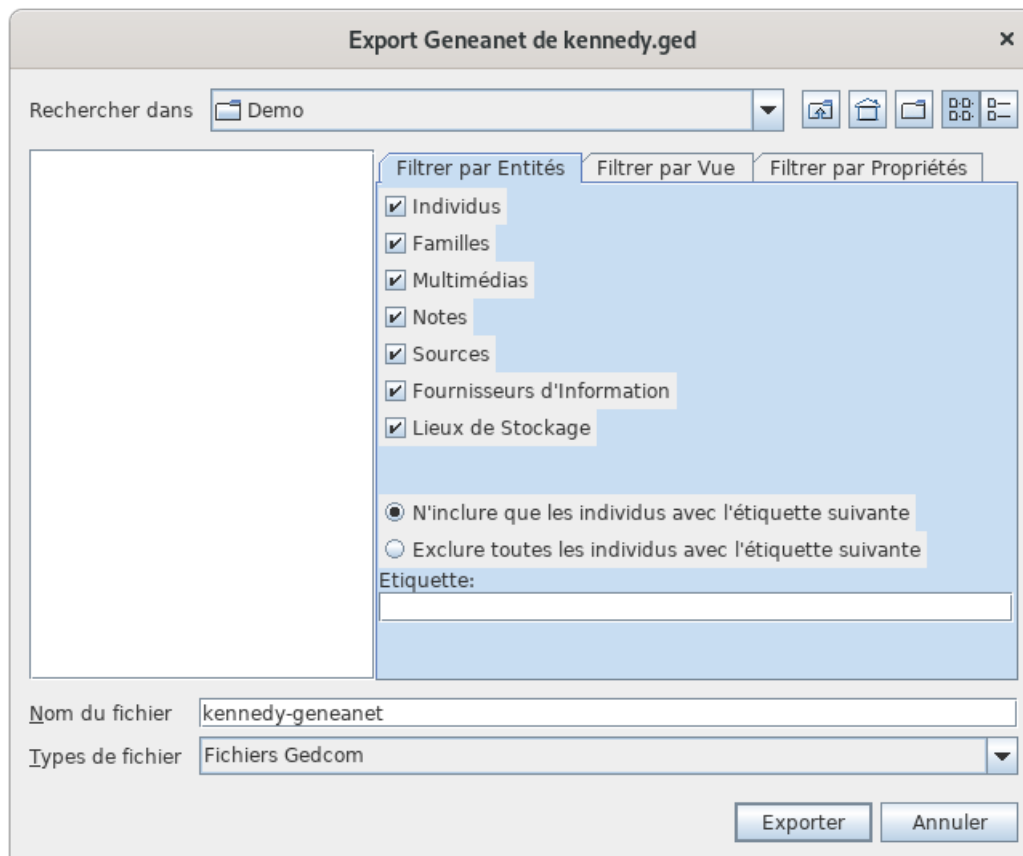 Export Geneanet de kennedy.ged
Rechercher dans Demo
Filtrer par Entités Filtrer par Vue Filtrer par Propriétés
Individus
Familles
Multimédias
Notes
Sources
Fournisseurs d'Information
Lieux de Stockage
N'inclure que les individus avec l'étiquette suivante
Exclure toutes les individus avec l'étiquette suivante
Etiquette:
Nom du fichier kennedy-geneanet
Types de fichier Fichiers Gedcom
Exporter Annuler